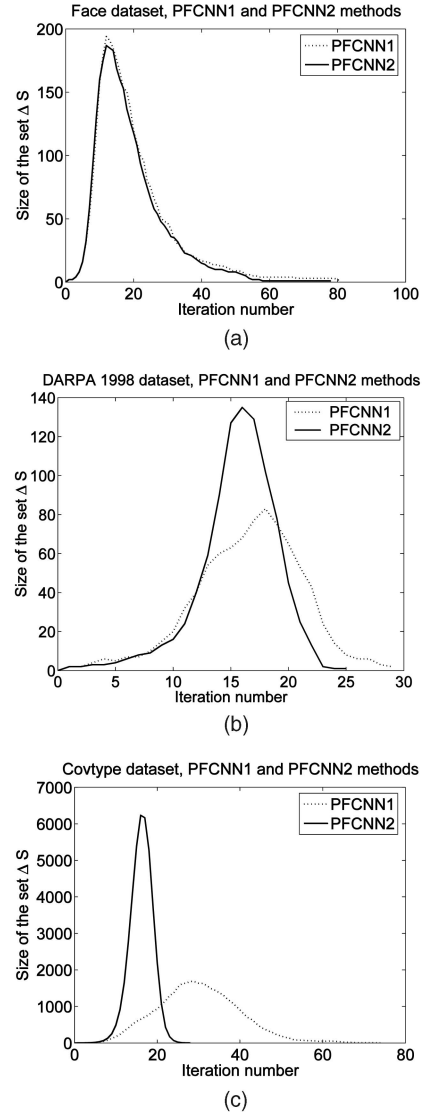 Face dataset, PFCNN1 and PFCNN2 methods
200
150
100
50
0
Size of the set Δ S
PFCNN1
PFCNN2
0 20 40 60 80 100
Iteration number
(a)
DARPA 1998 dataset, PFCNN1 and PFCNN2 methods
140
120
100
80
60
40
20
0
Size of the set Δ S
PFCNN1
PFCNN2
0 5 10 15 20 25 30
Iteration number
(b)
Covtype dataset, PFCNN1 and PFCNN2 methods
7000
6000
5000
4000
3000
2000
1000
0
Size of the set Δ S
PFCNN1
PFCNN2
0 20 40 60 80
Iteration number
(c)